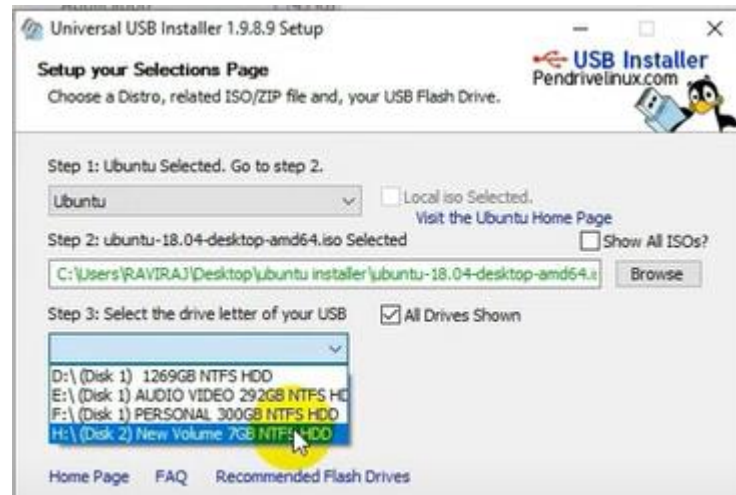 Universal USB Installer 1.9.8.9 Setup
Setup your Selections Page
Choose a Distro, related ISO/ZIP file and, your USB Flash Drive.
USB Installer
Pendrivelinux.com
Step 1: Ubuntu Selected. Go to step 2.
Ubuntu
Local iso Selected.
Visit the Ubuntu Home Page
Step 2: ubuntu-18.04-desktop-amd64.iso Selected
Show All ISOs?
C:\Users\RAVIRAJ\Desktop\ubuntu installer\ubuntu-18.04-desktop-amd64.i
Browse
Step 3: Select the drive letter of your USB
All Drives Shown
D:\ (Disk 1) 1269GB NTFS HDD
E:\ (Disk 1) AUDIO VIDEO 292GB NTFS HD
F:\ (Disk 1) PERSONAL 300GB NTFS HDD
H:\ (Disk 2) New Volume 7GB NTFS HDD
Home Page FAQ Recommended Flash Drives